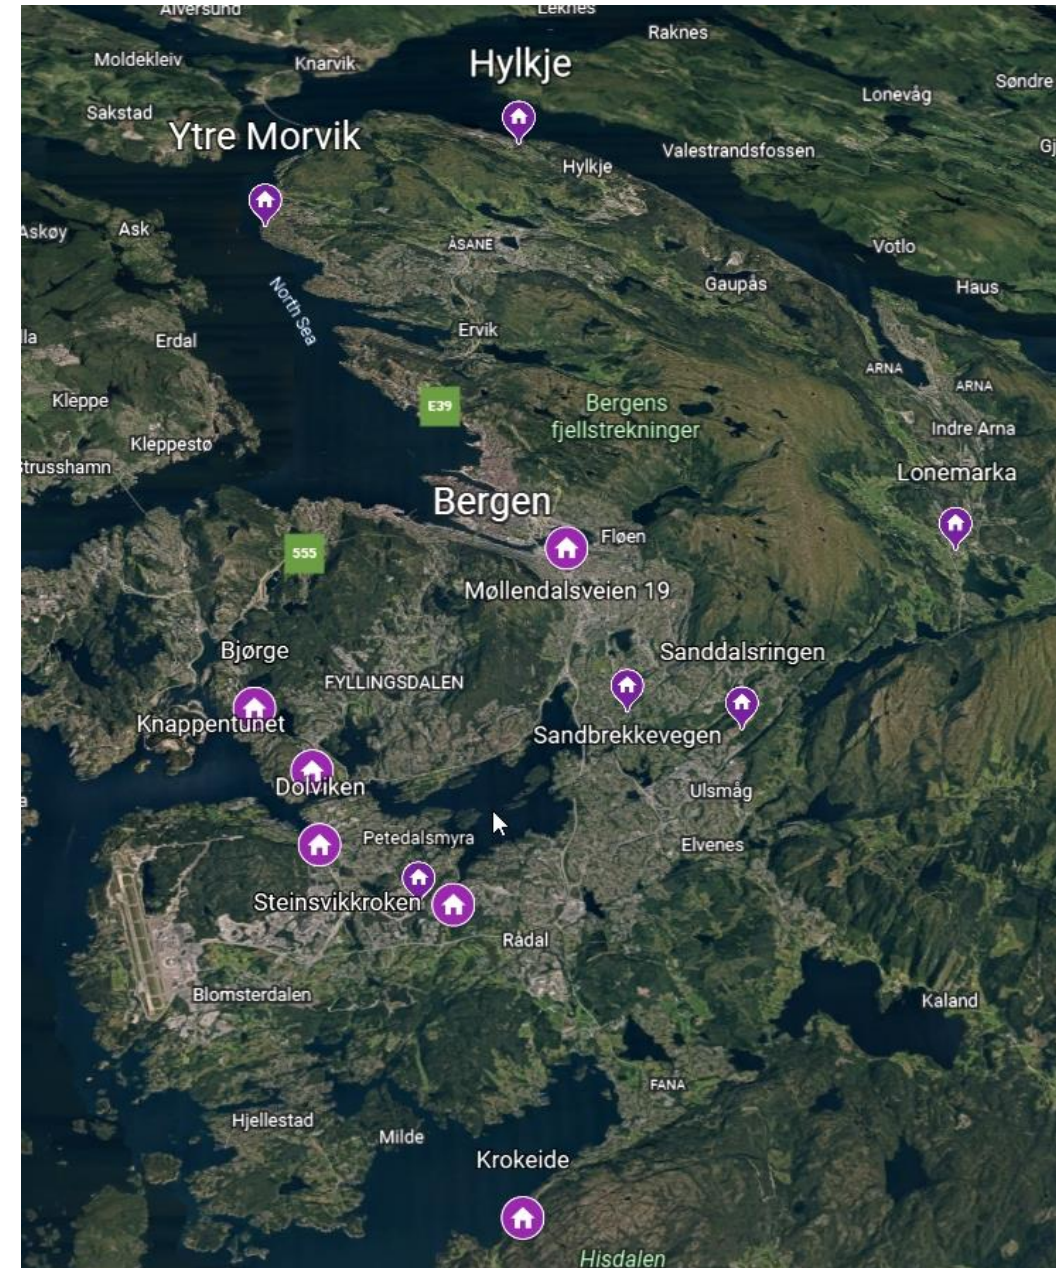 Alversund
Leknes
Raknes
Moldekleiv
Knarvik
Hylkje
Søndre
Lonevåg
Sakstad
Ytre Morvik
Valestrandsfossen
Hylkje
Askøy
Ask
ÅSANE
Votlo
Gaupås
Haus
North Sea
Ervik
Erdal
ARNA
ARNA
Kleppe
E39
Bergens
fjellstrekninger
Indre Arna
Kleppestø
Strusshamn
Lonemarka
Bergen
Fløen
555
Møllendalsveien 19
Bjørge
Sanddalsringen
FYLLINGSDALEN
Knappentunet
Sandbrekkevegen
Dolviken
Ulsmåg
Petedalsmyra
Elvenes
Steinsvikkroken
Rådal
Blomsterdalen
Kaland
FANA
Hjellestad
Milde
Krokeide
Hisdalen